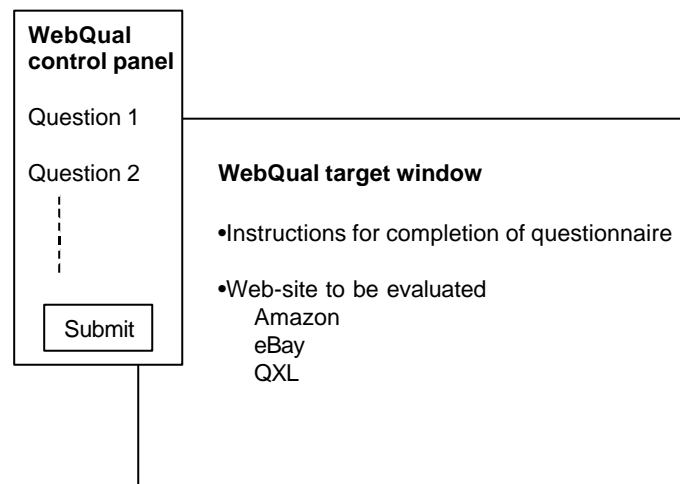 WebQual
control panel
Question 1
Question 2
Submit
WebQual target window
•Instructions for completion of questionnaire
•Web-site to be evaluated
Amazon
eBay
QXL